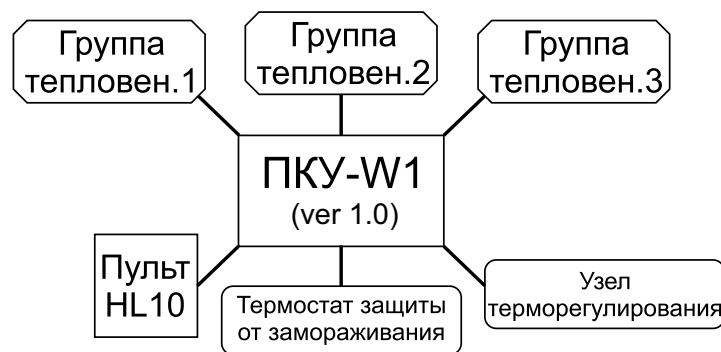 Группа
тепловен.1
Группа
тепловен.2
Группа
тепловен.3
ПКУ-W1
(ver 1.0)
Пульт
HL10
Термостат защиты
от замораживания
Узел
терморегулирования